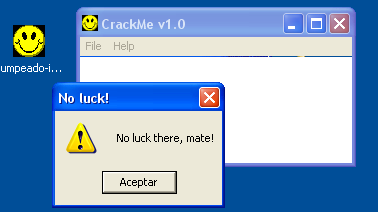 CrackMe v1.0
File Help
umpeado-i...
No luck!
No luck there, mate!
Aceptar